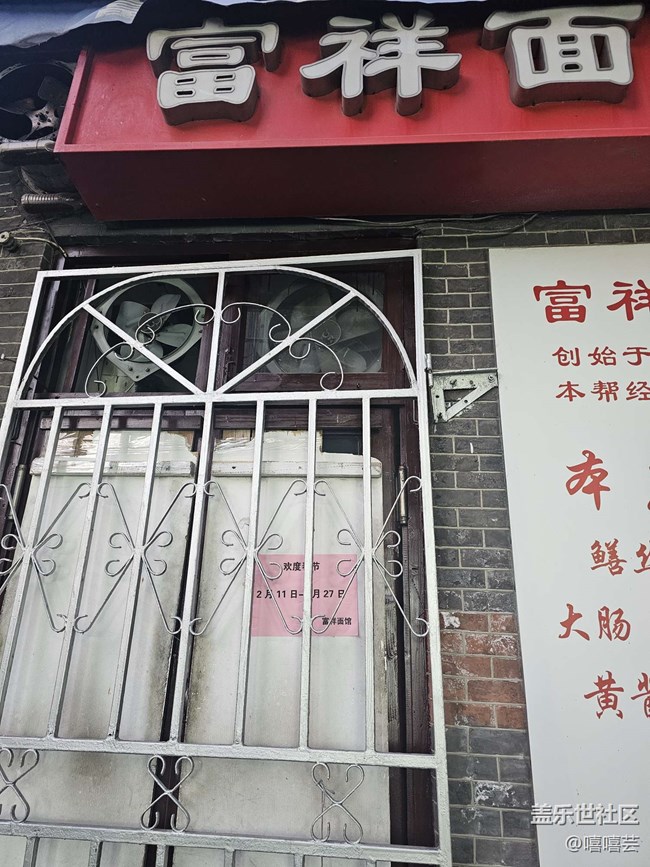 富祥面
富祥
创始于
本帮经
本
鳝丝
大肠
黄酱
欢度春节
2月11日-2月27日
富祥面馆
盖乐世社区
@嘻嘻芸